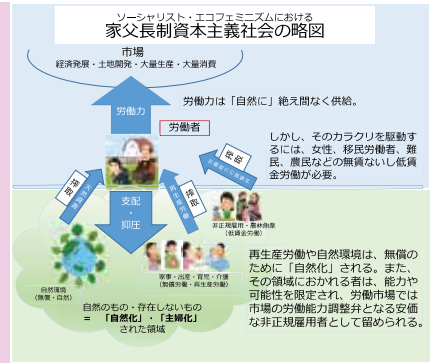 ソーシャリスト・エコフェミニズムにおける
家父長制資本主義社会の略図
市場
経済発展・土地開発・大量生産・大量消費
労働力は「自然に」絶え間なく供給。
労働力
労働者
しかし、そのカラクリを駆動す
るには、女性、移民労働者、難
民、農民などの無賃ないし低賃
金労働が必要。
搾取
搾取
搾取
天然資源
再生産労働
支配・
抑圧
非正規雇用・農林漁業
(低賃労働)
自然環境
(無償・自然)
家事・出産・育児・介護
(無償労働・再生産労働)
自然のもの・存在しないもの
= 「自然化」・「主婦化」
された領域
再生産労働や自然環境は、無償の
ために「自然化」される。また、
その領域におかれる者は、能力や
可能性を限定され、労働市場では
市場の労働能力調整弁となる安価
な非正規雇用者として留められる。